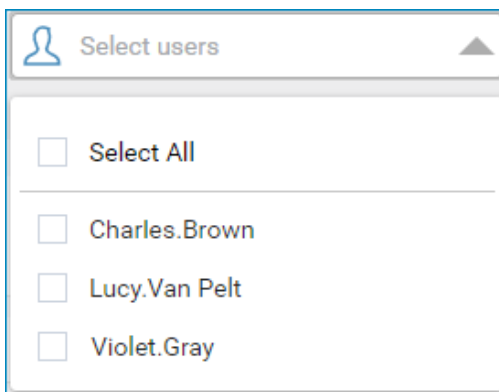 Select users
Select All
Charles.Brown
Lucy.Van Pelt
Violet.Gray